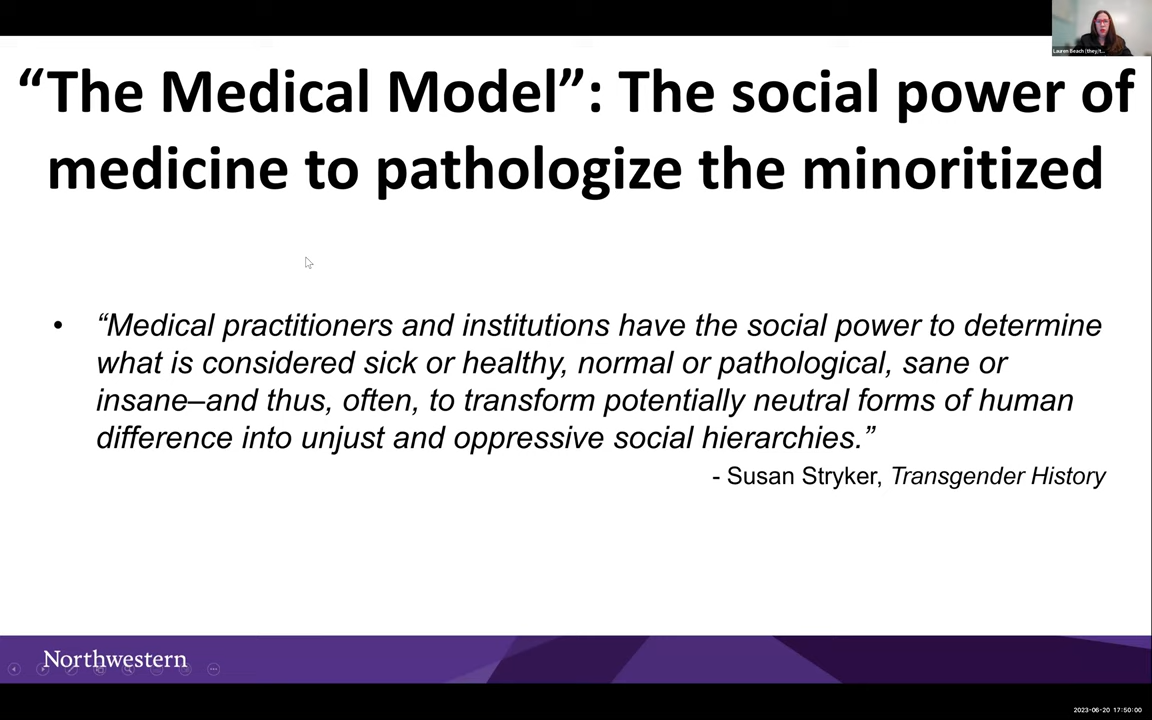 Lauren Beach (they/t...
“The Medical Model”: The social power of
medicine to pathologize the minoritized
• “Medical practitioners and institutions have the social power to determine
what is considered sick or healthy, normal or pathological, sane or
insane–and thus, often, to transform potentially neutral forms of human
difference into unjust and oppressive social hierarchies.”
- Susan Stryker, Transgender History
Northwestern
2023-06-20 17:50:00